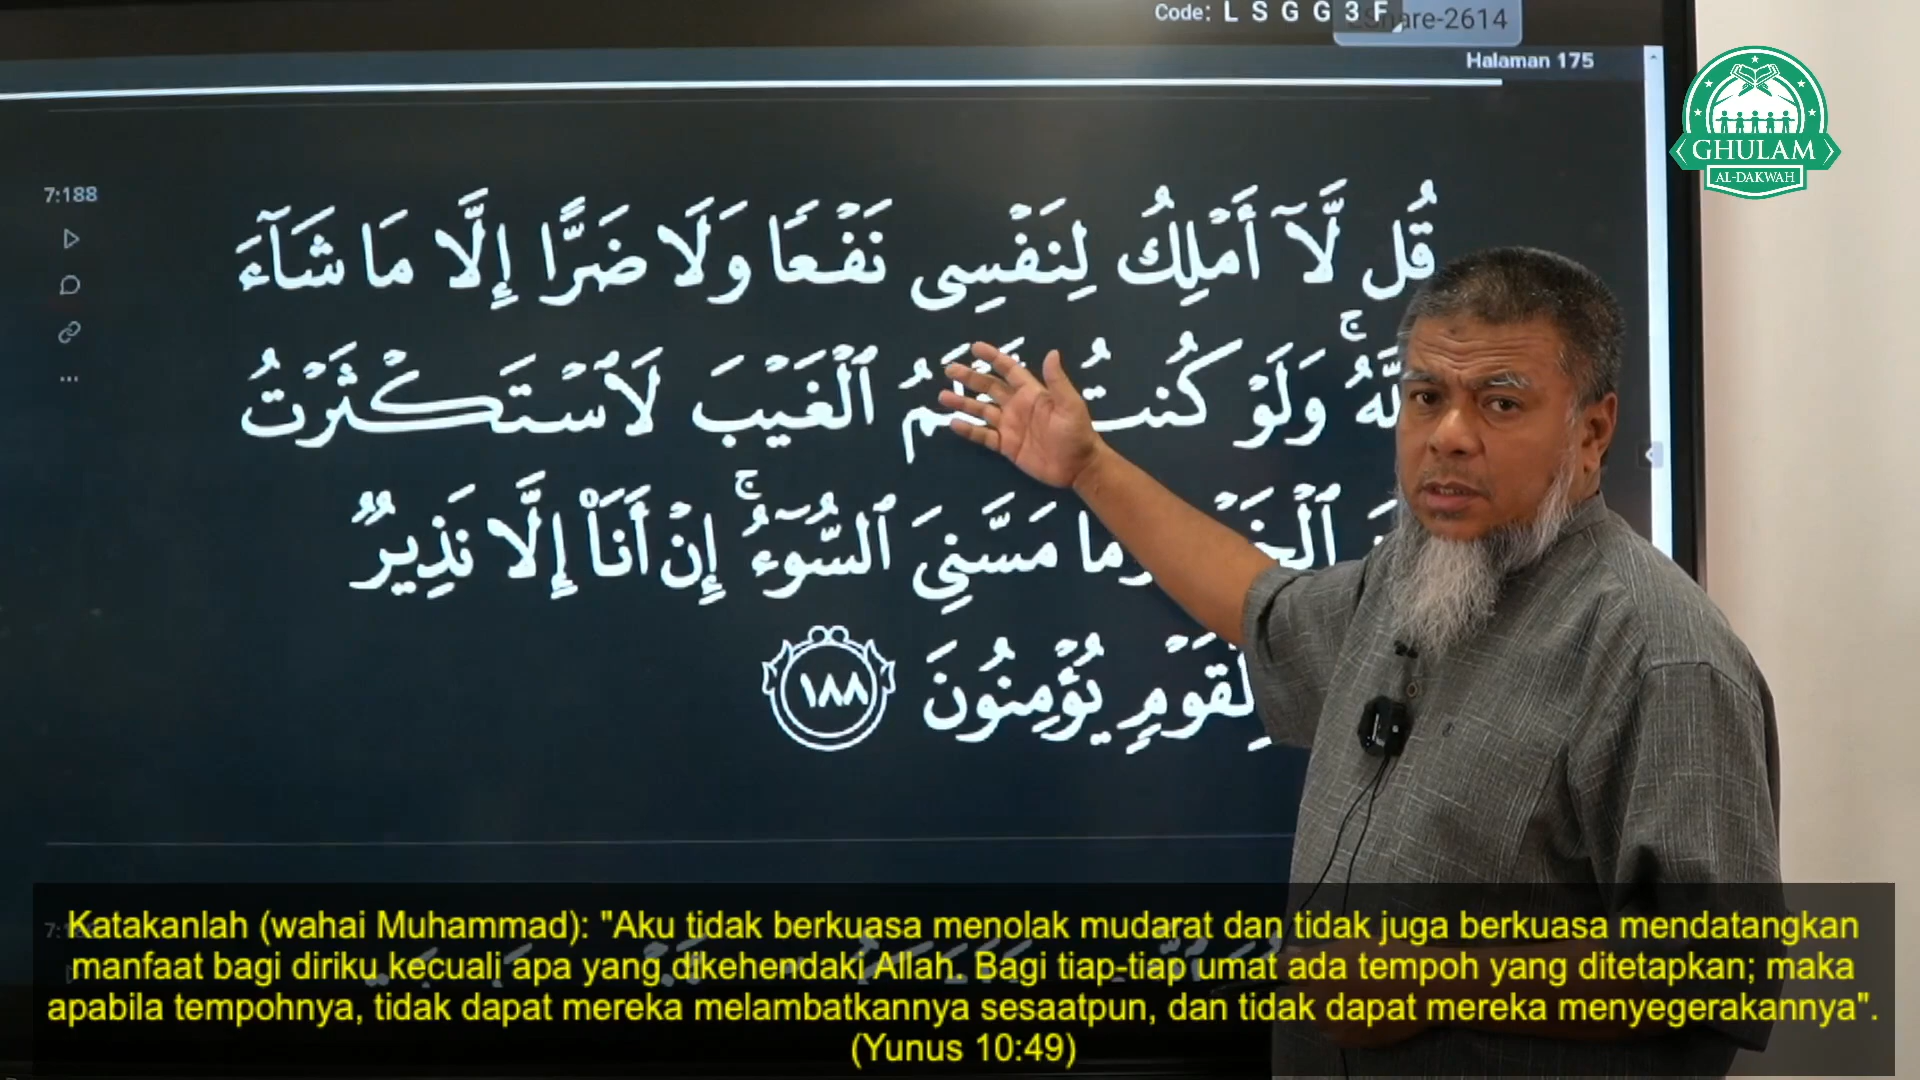 Code: L S G G 3 F
Share-2614
Halaman 175
GHULAM
AL-DAKWAH
7:188
قُل لَّآ أَمْلِكُ لِنَفْسِى نَفْعًا وَلَا ضَرًّا إِلَّا مَا شَآءَ
وَلَوْ كُنتُ ٱلْغَيْبَ لَٱسْتَكْثَرْتُ
مَسَّنِىَ ٱلسُّوٓءُ ۚ إِنْ أَنَا۠ إِلَّا نَذِيرٌ
لِّقَوْمٍ يُؤْمِنُونَ ١٨٨
Katakanlah (wahai Muhammad): "Aku tidak berkuasa menolak mudarat dan tidak juga berkuasa mendatangkan
manfaat bagi diriku kecuali apa yang dikehendaki Allah. Bagi tiap-tiap umat ada tempoh yang ditetapkan; maka
apabila tempohnya, tidak dapat mereka melambatkannya sesaatpun, dan tidak dapat mereka menyegerakannya".
(Yunus 10:49)